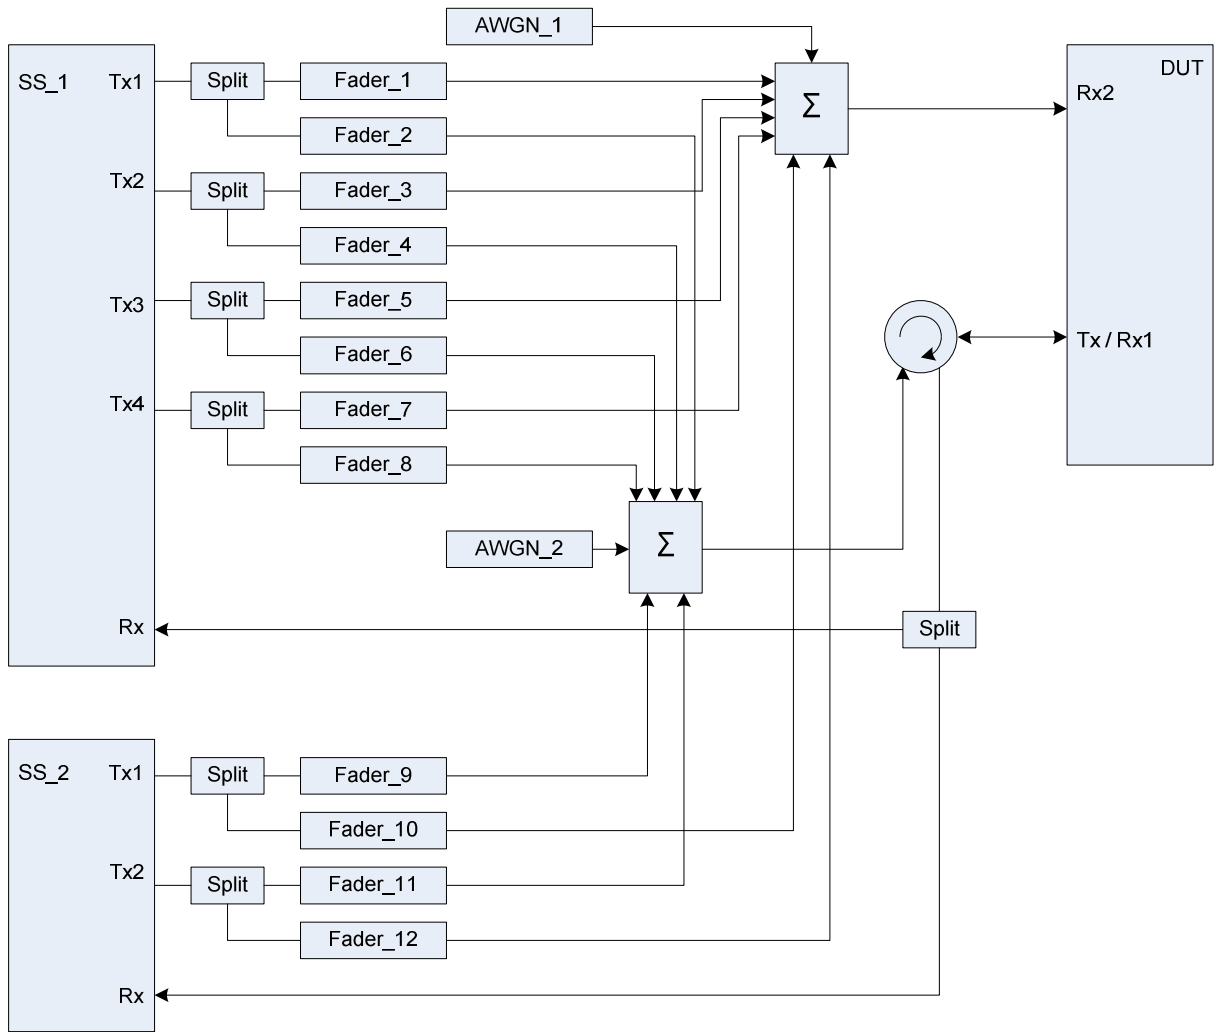 AWGN_1
SS_1
Tx1
Split
Fader_1
Σ
DUT
Rx2
Fader_2
Tx2
Split
Fader_3
Fader_4
Tx3
Split
Fader_5
Tx / Rx1
Fader_6
Tx4
Split
Fader_7
Fader_8
AWGN_2
Σ
Rx
Split
SS_2
Tx1
Split
Fader_9
Fader_10
Tx2
Split
Fader_11
Fader_12
Rx